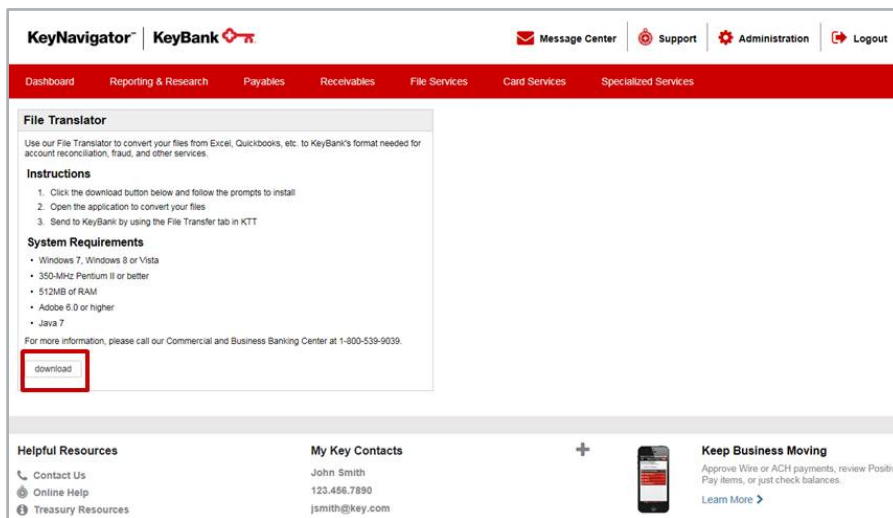 KeyNavigator KeyBank
Message Center Support Administration Logout
Dashboard Reporting & Research Payables Receivables File Services Card Services Specialized Services
File Translator
Use our File Translator to convert your files from Excel, Quickbooks, etc. to KeyBank's format needed for
account reconciliation, fraud, and other services.
Instructions
1. Click the download button below and follow the prompts to install
2. Open the application to convert your files
3. Send to KeyBank by using the File Transfer tab in KTT
System Requirements
• Windows 7, Windows 8 or Vista
• 350-MHz Pentium II or better
• 512MB of RAM
• Adobe 6.0 or higher
• Java 7
For more information, please call our Commercial and Business Banking Center at 1-800-539-9039.
download
Helpful Resources
Contact Us
Online Help
Treasury Resources
My Key Contacts
John Smith
123.456.7890
jsmith@key.com
Keep Business Moving
Approve Wire or ACH payments, review Positiv
Pay items, or just check balances.
Learn More